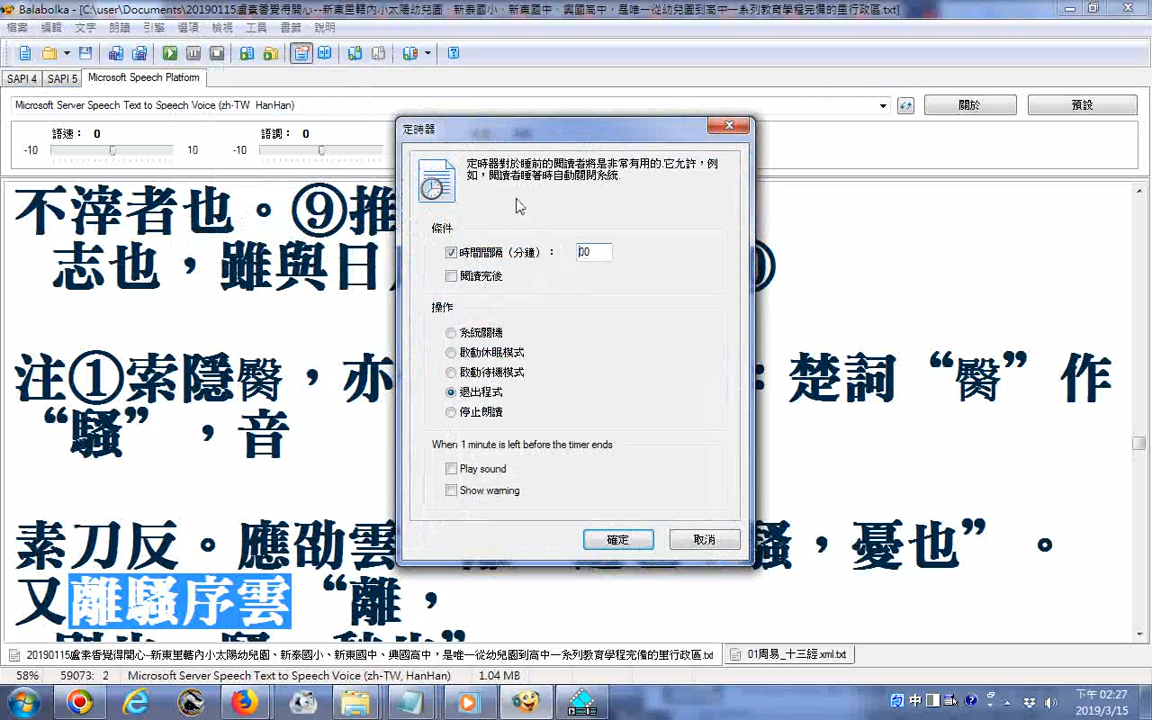 Balabolka - [C:\user\Documents\20190115盧素香覺得開心--新東里轄內小太陽幼兒園、新泰國小、新東國中、興國高中，是唯一從幼兒園到高中一系列教育學程完備的里行政區.txt]
檔案 編輯 文字 朗讀 引擎 選項 檢視 工具 書籤 說明
SAPI 4 SAPI 5 Microsoft Speech Platform
Microsoft Server Speech Text to Speech Voice (zh-TW HanHan)
關於 預設
語速： 0 語調： 0
-10 10 -10
定時器
定時器對於睡前的閱讀者將是非常有用的.它允許，例
如，閱讀者睡著時自動關閉系統.
條件
時間間隔（分鐘）： 00
閱讀完後
操作
系統關機
啟動休眠模式
啟動待機模式
退出程式
停止朗讀
When 1 minute is left before the timer ends
Play sound
Show warning
確定 取消
不滓者也。⑨推
志也，雖與日
注①索隱騷，亦 楚詞“騷”作
“騷”，音
素刀反。應劭雲 騷，憂也”。
又離騷序雲“離，
20190115盧素香覺得開心--新東里轄內小太陽幼兒園、新泰國小、新東國中、興國高中，是唯一從幼兒園到高中一系列教育學程完備的里行政區.txt 01周易_十三經.xml.txt
58% 59073: 2 Microsoft Server Speech Text to Speech Voice (zh-TW, HanHan) 1.04 MB
中 下午 02:27
2019/3/15